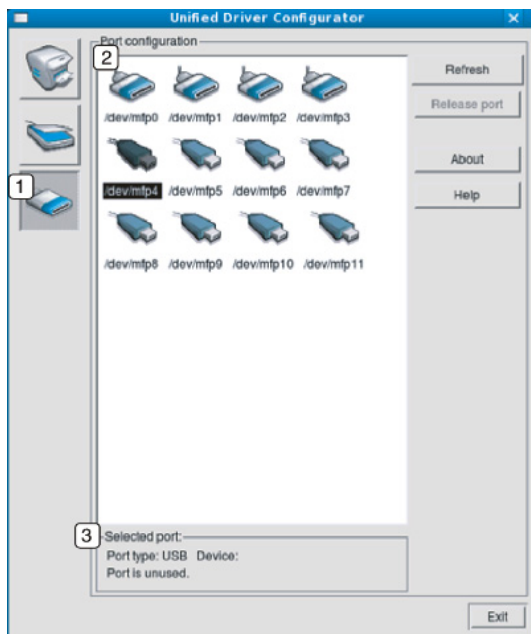 Unified Driver Configurator
Port configuration
2
/dev/mfp0 /dev/mfp1 /dev/mfp2 /dev/mfp3
/dev/mfp4 /dev/mfp5 /dev/mfp6 /dev/mfp7
/dev/mfp8 /dev/mfp9 /dev/mfp10 /dev/mfp11
1
Refresh
Release port
About
Help
3
Selected port:
Port type: USB Device:
Port is unused.
Exit